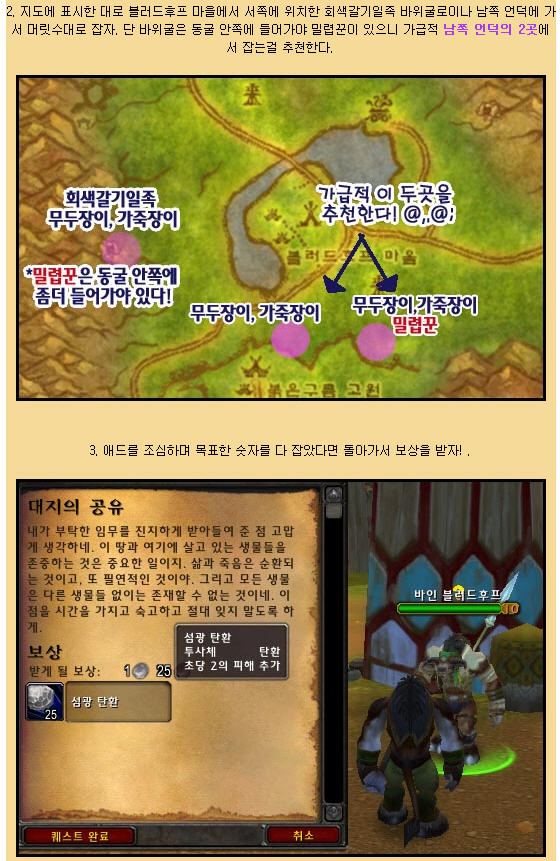 2. 지도에 표시한 대로 블러드후프 마을에서 서쪽에 위치한 회색갈기일족 바위굴로이나 남쪽 언덕에 가
서 머릿수대로 잡자. 단 바위굴은 동굴 안쪽에 들어가야 밀렵꾼이 있으니 가급적 남쪽 언덕의 2곳에
서 잡는걸 추천한다.
회색갈기일족
무두장이, 가죽장이
가급적 이 두곳을
추천한다! @,,@;
블러드후프 마을
*밀렵꾼은 동굴 안쪽에
좀더 들어가야 있다!
무두장이, 가죽장이
무두장이,가죽장이
밀렵꾼
붉은구름 고원
3. 애드를 조심하며 목표한 숫자를 다 잡았다면 돌아가서 보상을 받자! .
대지의 공유
내가 부탁한 임무를 진지하게 받아들여 준 점 고맙
게 생각하네. 이 땅과 여기에 살고 있는 생물들을
존중하는 것은 중요한 일이지. 삶과 죽음은 순환되
는 것이고, 또 필연적인 것이야. 그리고 모든 생물
은 다른 생물들 없이는 존재할 수 없는 것이네. 이
점을 시간을 가지고 숙고하고 절대 잊지 말도록 하
게.
보상
받게 될 보상: 1 25
섬광 탄환
투사체 탄환
초당 2의 피해 추가
25
섬광 탄환
퀘스트 완료
취소
바인 블러드후프
10